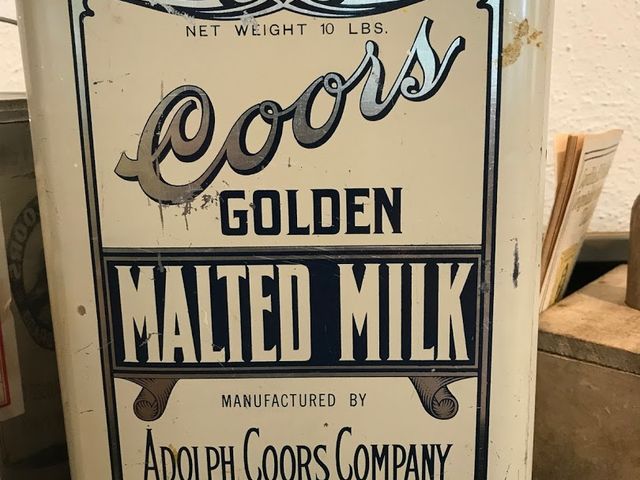 NET WEIGHT 10 LBS.
Coors
GOLDEN
MALTED MILK
MANUFACTURED BY
ADOLPH COORS COMPANY